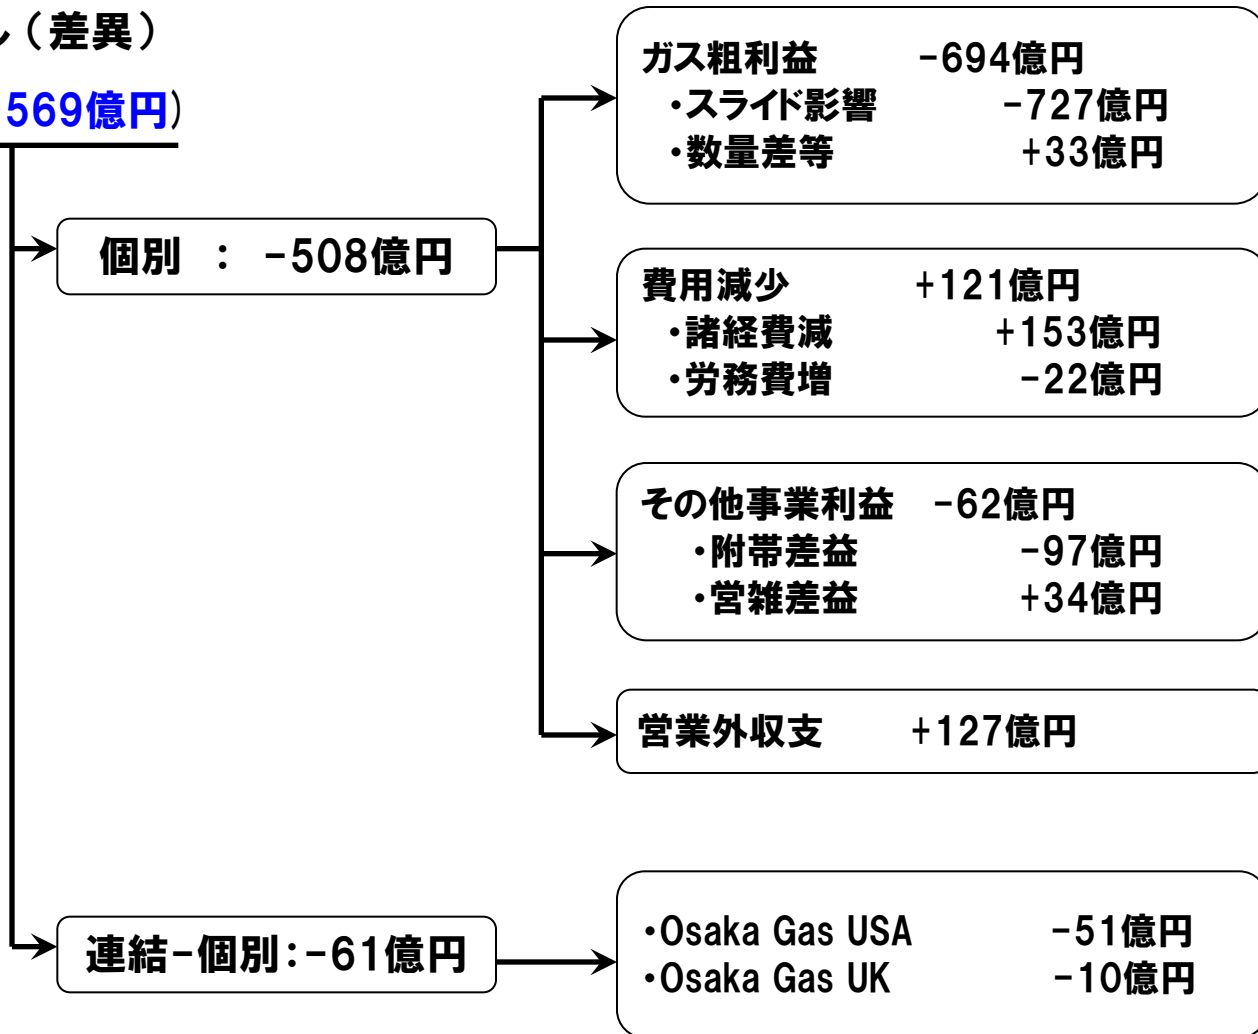 （差異）
569億円)
個別 ： -508億円
ガス粗利益 -694億円
・スライド影響 -727億円
・数量差等 +33億円
費用減少 +121億円
・諸経費減 +153億円
・労務費増 -22億円
その他事業利益 -62億円
・附帯差益 -97億円
・営雑差益 +34億円
営業外収支 +127億円
連結-個別：-61億円
・Osaka Gas USA -51億円
・Osaka Gas UK -10億円